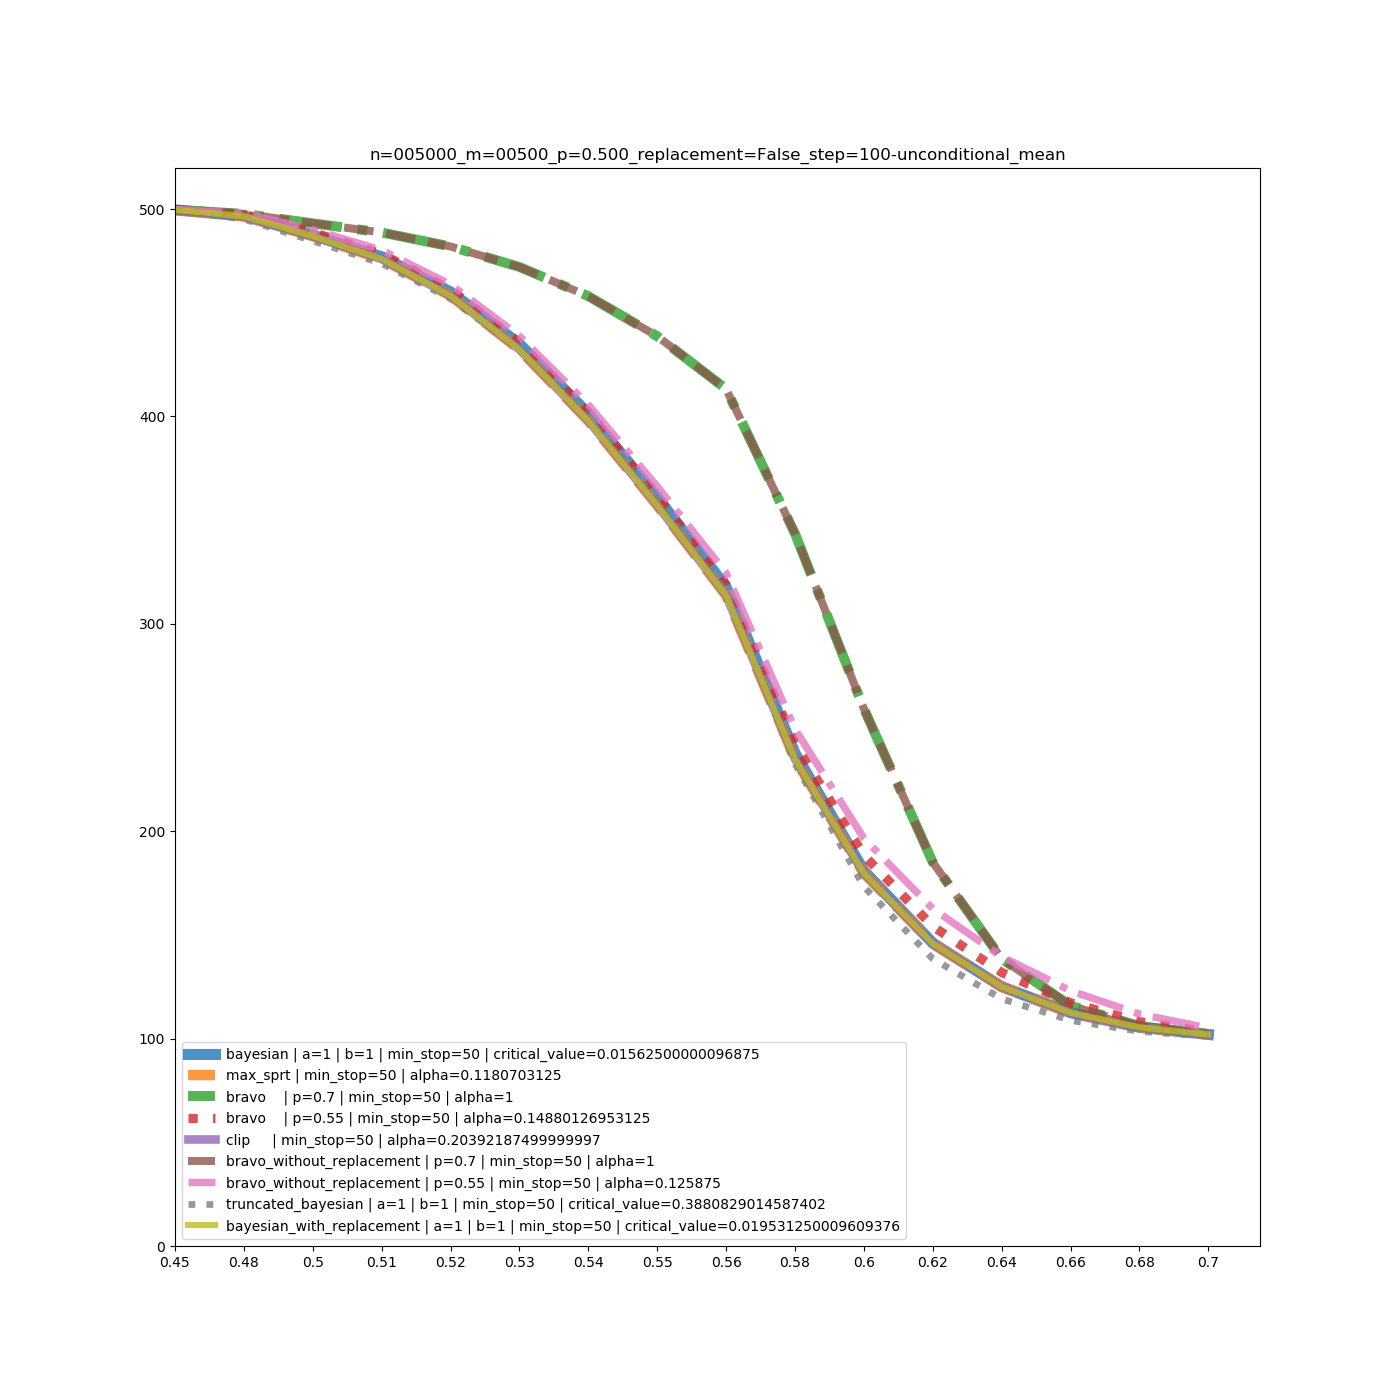 n=005000_m=00500_p=0.500_replacement=False_step=100-unconditional_mean
500
400
300
200
100
0
bayesian | a=1 | b=1 | min_stop=50 | critical_value=0.01562500000096875
max_sprt | min_stop=50 | alpha=0.1180703125
bravo    | p=0.7 | min_stop=50 | alpha=1
bravo    | p=0.55 | min_stop=50 | alpha=0.14880126953125
clip     | min_stop=50 | alpha=0.20392187499999997
bravo_without_replacement | p=0.7 | min_stop=50 | alpha=1
bravo_without_replacement | p=0.55 | min_stop=50 | alpha=0.125875
truncated_bayesian | a=1 | b=1 | min_stop=50 | critical_value=0.3880829014587402
bayesian_with_replacement | a=1 | b=1 | min_stop=50 | critical_value=0.019531250009609376
0.45 0.48 0.5 0.51 0.52 0.53 0.54 0.55 0.56 0.58 0.6 0.62 0.64 0.66 0.68 0.7